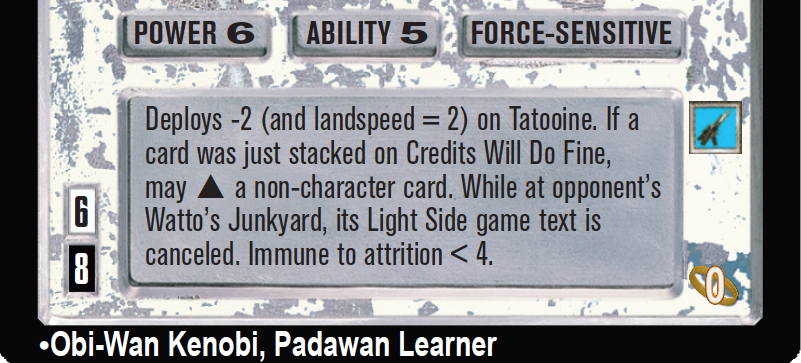 POWER 6 ABILITY 5 FORCE-SENSITIVE
Deploys -2 (and landspeed = 2) on Tatooine. If a
card was just stacked on Credits Will Do Fine,
may ▲ a non-character card. While at opponent's
Watto's Junkyard, its Light Side game text is
canceled. Immune to attrition < 4.
6
8
0
•Obi-Wan Kenobi, Padawan Learner